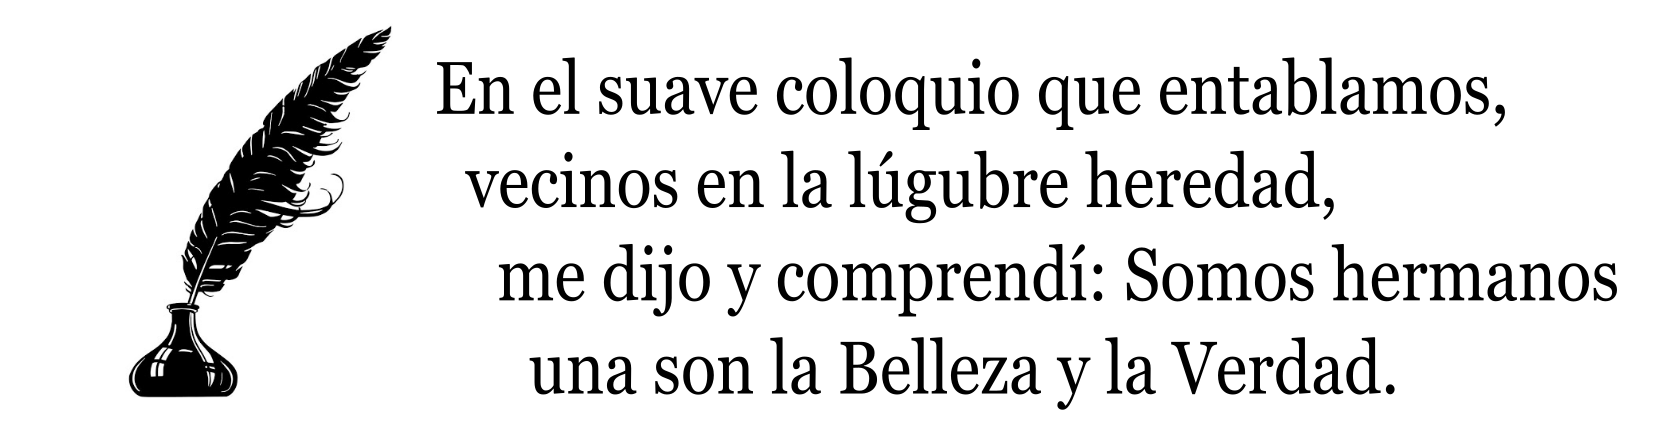 En el suave coloquio que entablamos,
vecinos en la lúgubre heredad,
me dijo y comprendí: Somos hermanos
una son la Belleza y la Verdad.